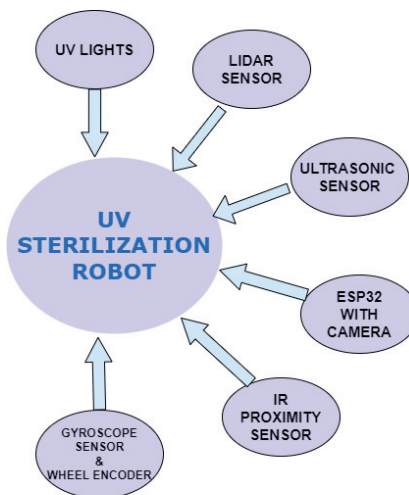 UV LIGHTS
LIDAR
SENSOR
ULTRASONIC
SENSOR
UV
STERILIZATION
ROBOT
ESP32
WITH
CAMERA
IR
PROXIMITY
SENSOR
GYROSCOPE
SENSOR
&
WHEEL ENCODER